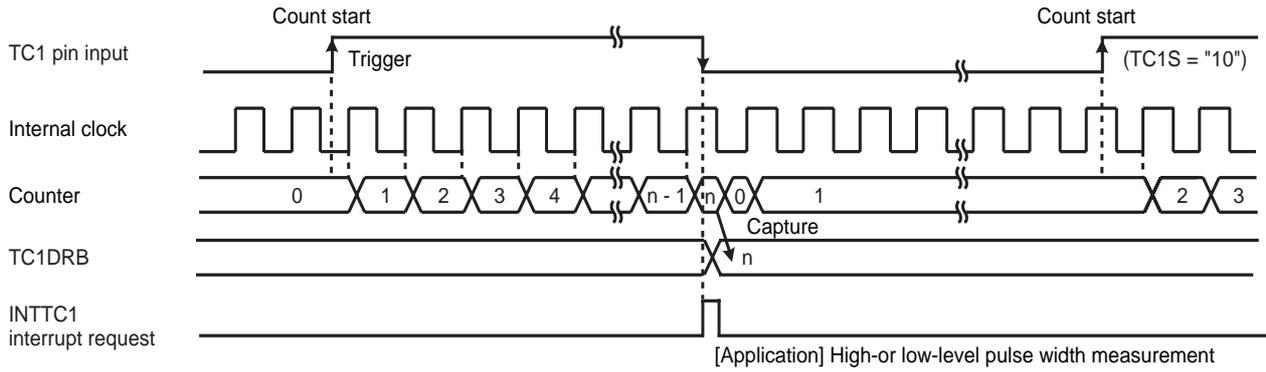 Count start
Count start
TC1 pin input
Trigger
(TC1S = "10")
Internal clock
Counter
0 1 2 3 4 n - 1 n 0 1 2 3
Capture
TC1DRB
n
INTTC1
interrupt request
[Application] High-or low-level pulse width measurement